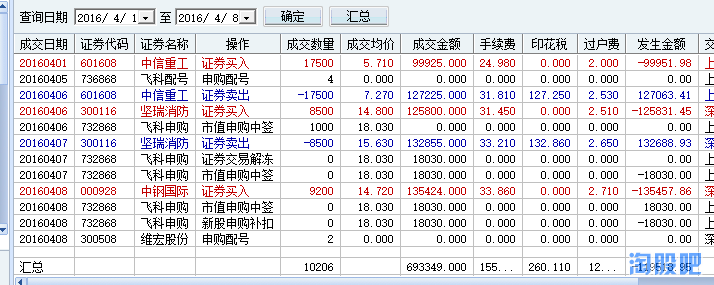 查询日期 2016/ 4/ 1 至 2016/ 4/ 8 确定 汇总
成交日期 证券代码 证券名称 操作 成交数量 成交均价 成交金额 手续费 印花税 过户费 发生金额 交
20160401 601608 中信重工 证券买入 17500 5.710 99925.000 24.980 0.000 2.000 -99951.98 上
20160405 736868 飞科配号 申购配号 4 0.000 0.000 0.000 0.000 0.000 0.00 上
20160406 601608 中信重工 证券卖出 -17500 7.270 127225.000 31.810 127.250 2.530 127063.41 上
20160406 300116 坚瑞消防 证券买入 8500 14.800 125800.000 31.450 0.000 2.510 -125831.45 深
20160406 732868 飞科申购 市值申购中签 1000 18.030 0.000 0.000 0.000 0.000 0.00 上
20160407 300116 坚瑞消防 证券卖出 -8500 15.630 132855.000 33.210 132.860 2.650 132688.93 深
20160407 732868 飞科申购 证券交易解冻 0 18.030 18030.000 0.000 0.000 0.000 0.00 上
20160407 732868 飞科申购 市值申购中签 0 18.030 18030.000 0.000 0.000 0.000 -18030.00 上
20160408 000928 中钢国际 证券买入 9200 14.720 135424.000 33.860 0.000 2.710 -135457.86 深
20160408 732868 飞科申购 市值申购中签 0 18.030 18030.000 0.000 0.000 0.000 18030.00 上
20160408 732868 飞科申购 新股申购补扣 0 18.030 18030.000 0.000 0.000 0.000 -18030.00 上
20160408 300508 维宏股份 申购配号 2 0.000 0.000 0.000 0.000 0.000 0.00 深
汇总 10206 693349.000 155... 260.110 12...
淘股吧